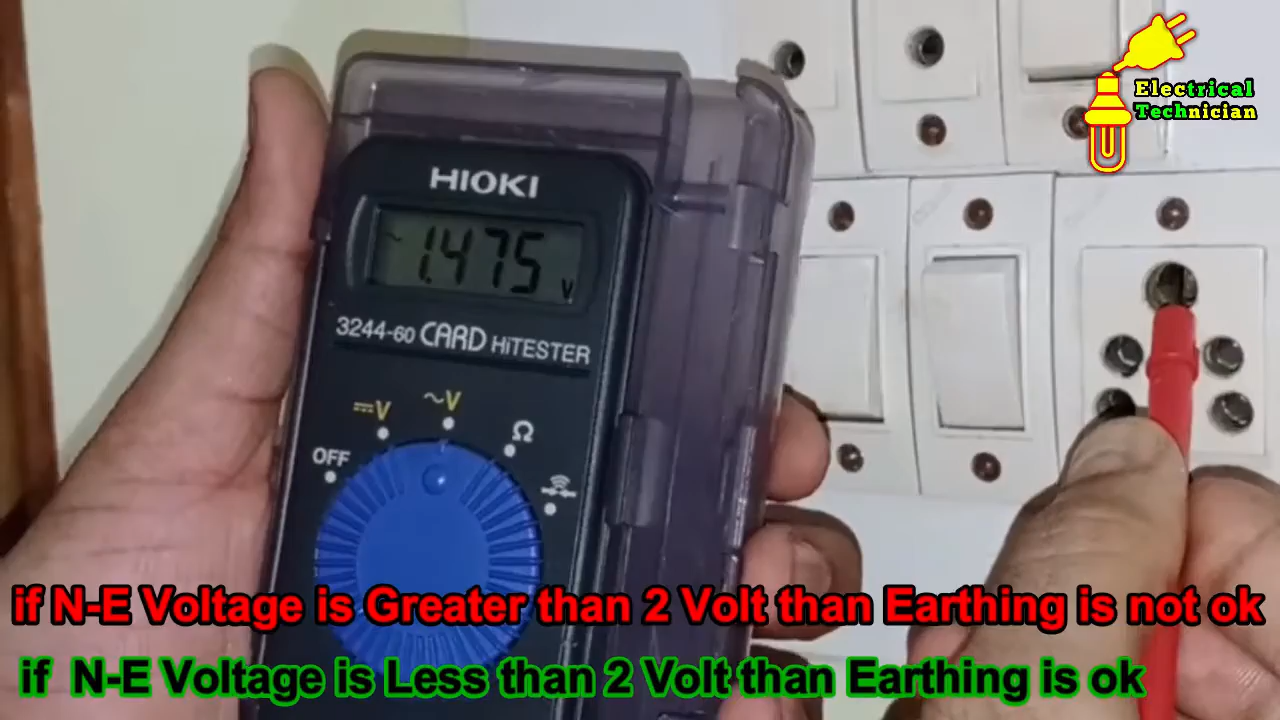 Electrical
Technician
HIOKI
~1.475 V
3244-60 CARD HiTESTER
⎓V
~V
Ω
OFF
if N-E Voltage is Greater than 2 Volt than Earthing is not ok
if N-E Voltage is Less than 2 Volt than Earthing is ok